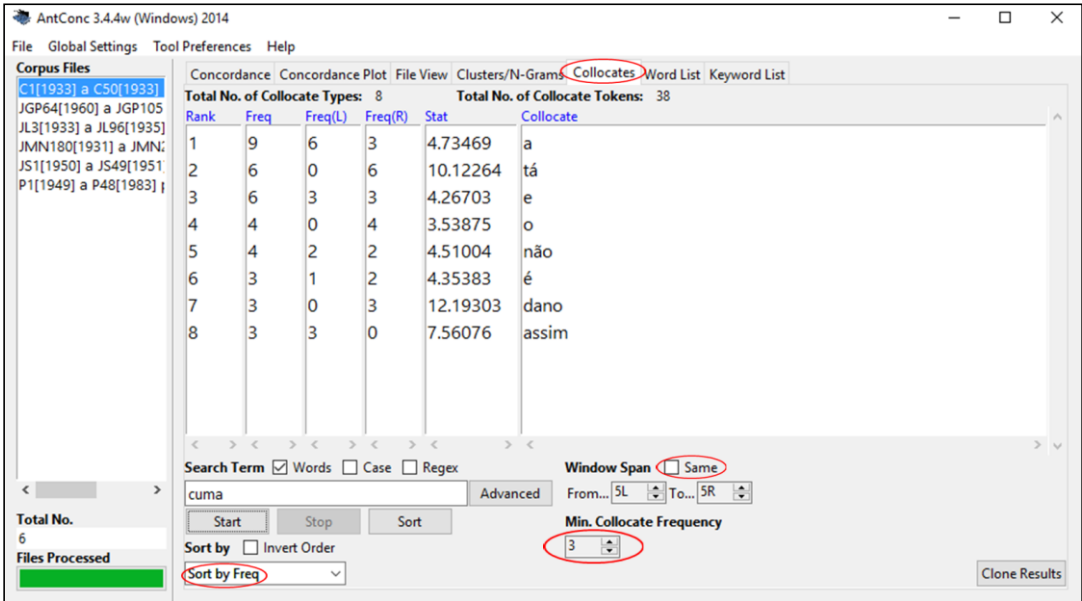 AntConc 3.4.4w (Windows) 2014
File Global Settings Tool Preferences Help
Corpus Files
C1[1933] a C50[1933]
JGP64[1960] a JGP105
JL3[1933] a JL96[1935]
JMN180[1931] a JMN
JS1[1950] a JS49[1951
P1[1949] a P48[1983]
Total No.
6
Files Processed
Concordance Concordance Plot File View Clusters/N-Grams Collocates Word List Keyword List
Total No. of Collocate Types: 8 Total No. of Collocate Tokens: 38
Rank Freq Freq(L) Freq(R) Stat Collocate
1 9 6 3 4.73469 a
2 6 0 6 10.12264 tá
3 6 3 3 4.26703 e
4 4 0 4 3.53875 o
5 4 2 2 4.51004 não
6 3 1 2 4.35383 é
7 3 0 3 12.19303 dano
8 3 3 0 7.56076 assim
Search Term Words Case Regex
cuma Advanced
Start Stop Sort
Sort by Invert Order
Sort by Freq
Window Span Same
From... 5L To... 5R
Min. Collocate Frequency
3
Clone Results